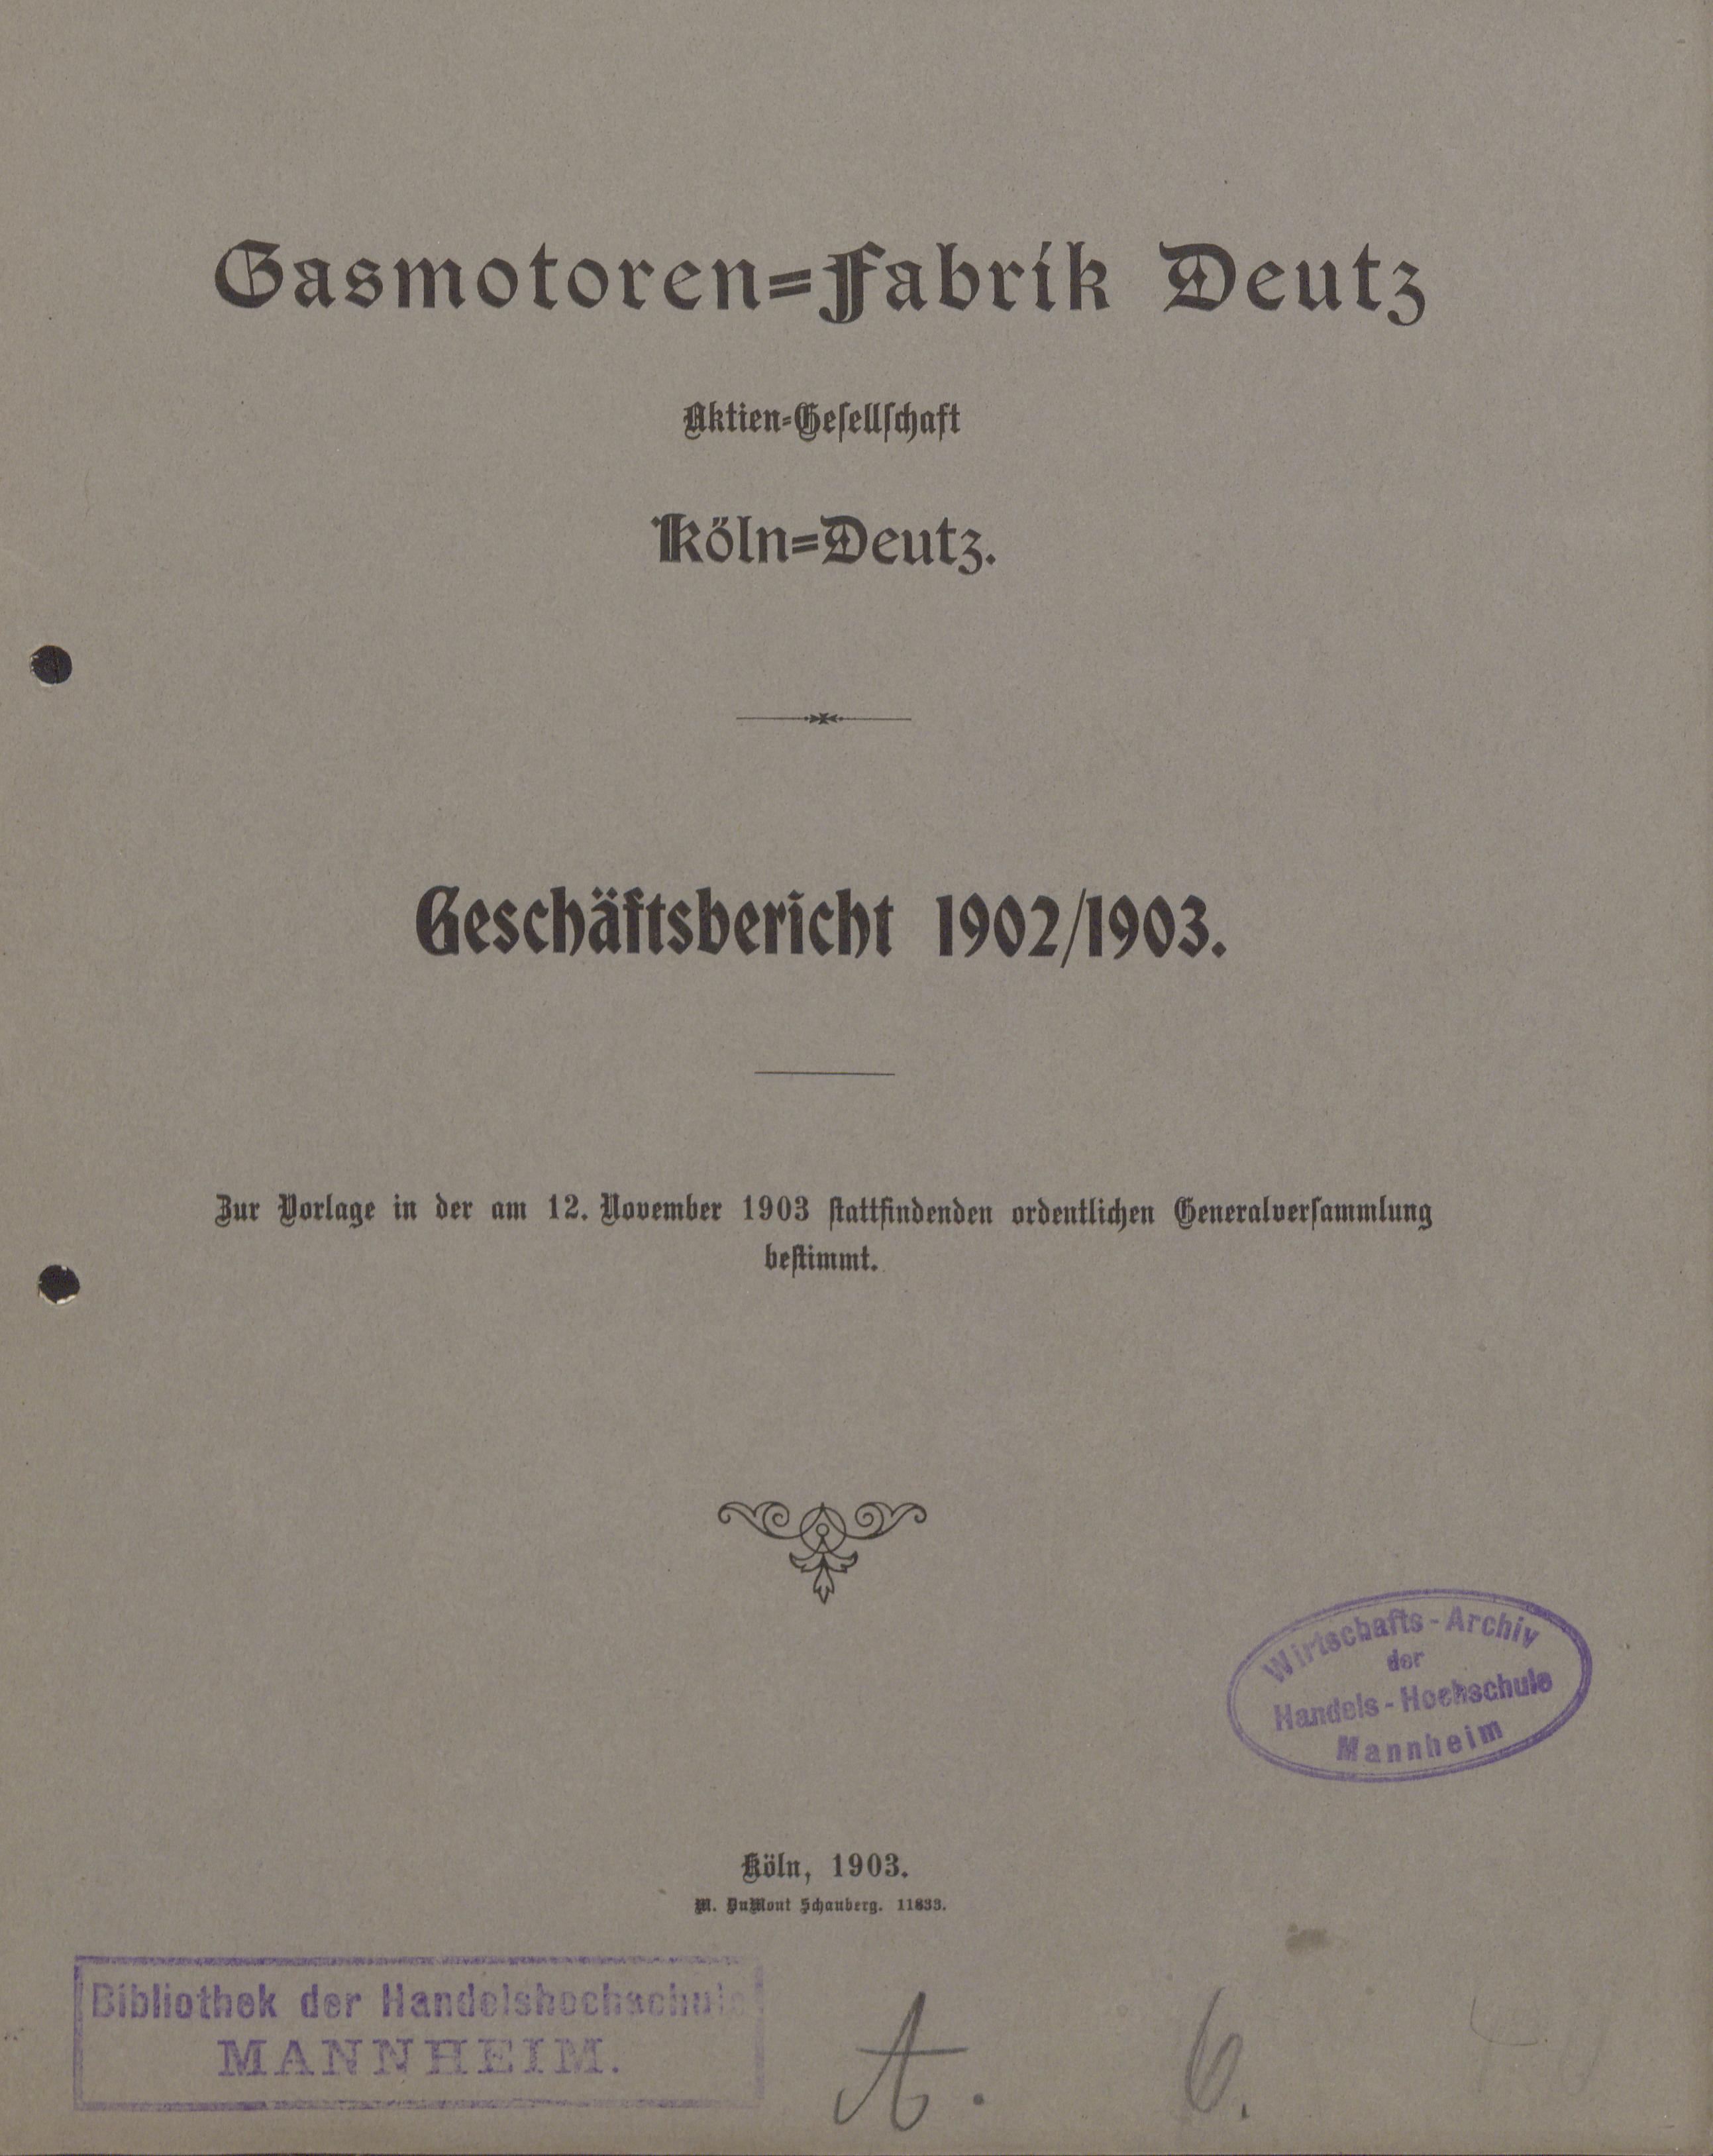 Gasmotoren=Fabrik Deutz
Aktien=Geſellſchaft
Köln=Deutz.
Geschäftsbericht 1902/1903.
Zur Vorlage in der am 12. November 1903 ſtattfindenden ordentlichen Generalverſammlung
beſtimmt.
Wirtschafts-Archiv
der
Handels-Hochschule
Mannheim
Köln, 1903.
M. DuMont Schauberg. 11833.
Bibliothek der Handelshochschule
MANNHEIM.
A. 6.